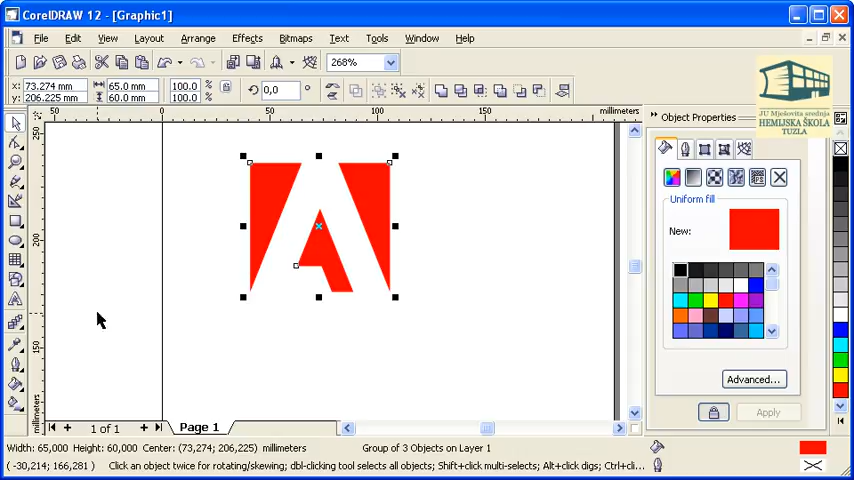 CorelDRAW 12 - [Graphic1]
File Edit View Layout Arrange Effects Bitmaps Text Tools Window Help
268%
x: 73.274 mm
y: 206.225 mm
65.0 mm
60.0 mm
100.0 %
100.0 %
0,0
50 0 50 100 150 millimeters
250
200
150
millimeters
JU Mješovita srednja
HEMIJSKA ŠKOLA
TUZLA
Object Properties
Uniform fill
New:
Advanced...
Apply
1 of 1
Page 1
Width: 65,000 Height: 60,000 Center: (73,274; 206,225) millimeters Group of 3 Objects on Layer 1
( -30,214; 166,281 ) Click an object twice for rotating/skewing; dbl-clicking tool selects all objects; Shift+click multi-selects; Alt+click digs; Ctrl+cli...